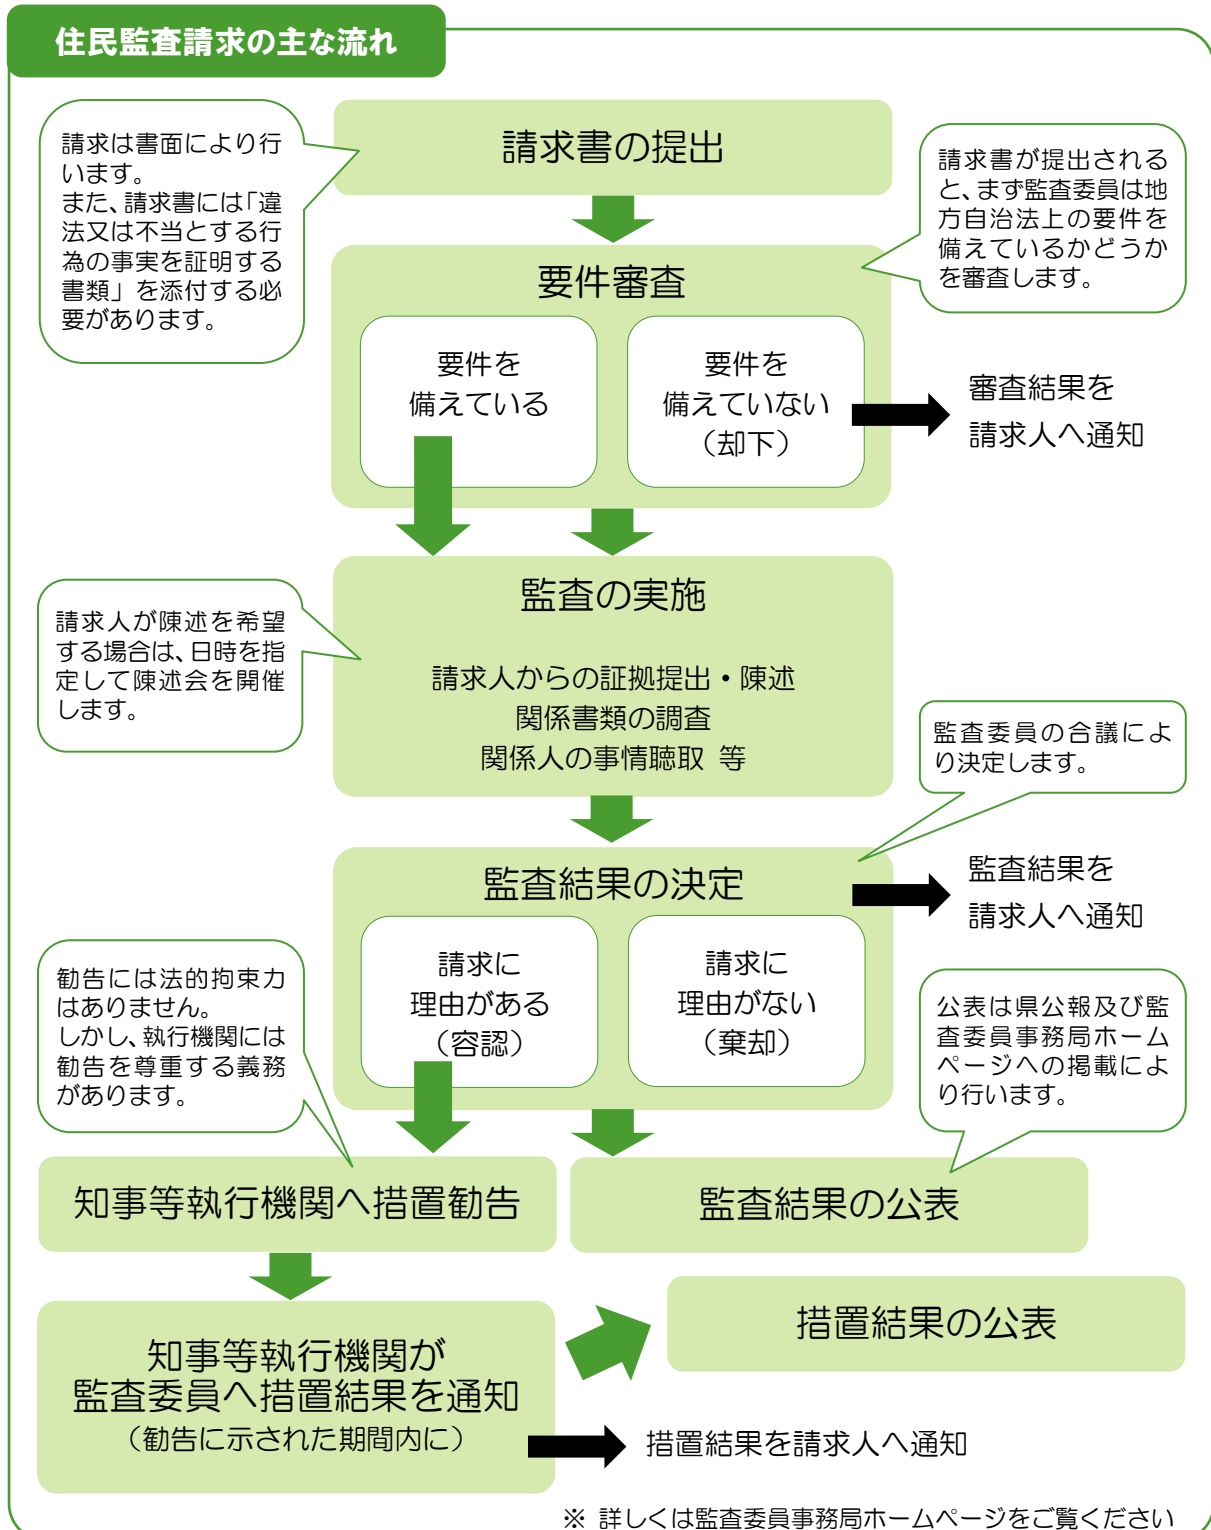 住民監査請求の主な流れ
請求書の提出
請求は書面により行
います。
また、請求書には「違
法又は不当とする行
為の事実を証明する
書類」を添付する必
要があります。
請求書が提出される
と、まず監査委員は地
方自治法上の要件を
備えているかどうか
を審査します。
要件審査
要件を
備えている
要件を
備えていない
（却下）
審査結果を
請求人へ通知
監査の実施
請求人からの証拠提出・陳述
関係書類の調査
関係人の事情聴取 等
請求人が陳述を希望
する場合は、日時を指
定して陳述会を開催
します。
監査委員の合議によ
り決定します。
監査結果の決定
請求に
理由がある
（容認）
請求に
理由がない
（棄却）
監査結果を
請求人へ通知
勧告には法的拘束力
はありません。
しかし、執行機関には
勧告を尊重する義務
があります。
公表は県公報及び監
査委員事務局ホーム
ページへの掲載によ
り行います。
知事等執行機関へ措置勧告
監査結果の公表
知事等執行機関が
監査委員へ措置結果を通知
（勧告に示された期間内に）
措置結果の公表
措置結果を請求人へ通知
※ 詳しくは監査委員事務局ホームページをご覧ください